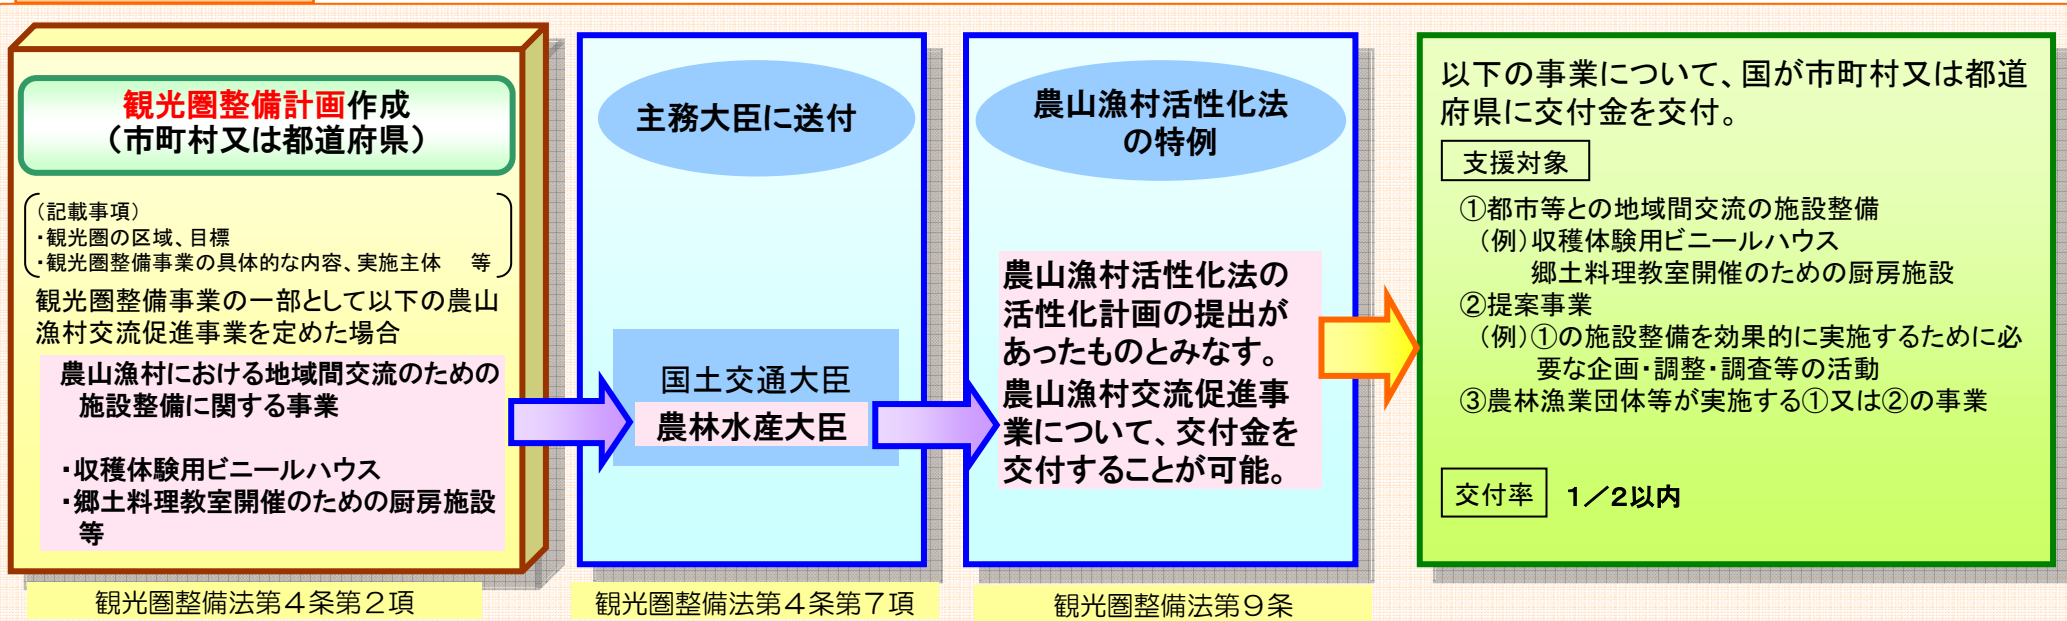 観光圏整備計画作成
（市町村又は都道府県）
（記載事項）
・観光圏の区域、目標
・観光圏整備事業の具体的な内容、実施主体　等
観光圏整備事業の一部として以下の農山
漁村交流促進事業を定めた場合
農山漁村における地域間交流のための
施設整備に関する事業
・収穫体験用ビニールハウス
・郷土料理教室開催のための厨房施設
等
観光圏整備法第４条第２項
主務大臣に送付
国土交通大臣
農林水産大臣
観光圏整備法第４条第７項
農山漁村活性化法
の特例
農山漁村活性化法の
活性化計画の提出が
あったものとみなす。
農山漁村交流促進事
業について、交付金を
交付することが可能。
観光圏整備法第９条
以下の事業について、国が市町村又は都道
府県に交付金を交付。
支援対象
①都市等との地域間交流の施設整備
（例）収穫体験用ビニールハウス
郷土料理教室開催のための厨房施設
②提案事業
（例）①の施設整備を効果的に実施するために必
要な企画・調整・調査等の活動
③農林漁業団体等が実施する①又は②の事業
交付率　１／２以内